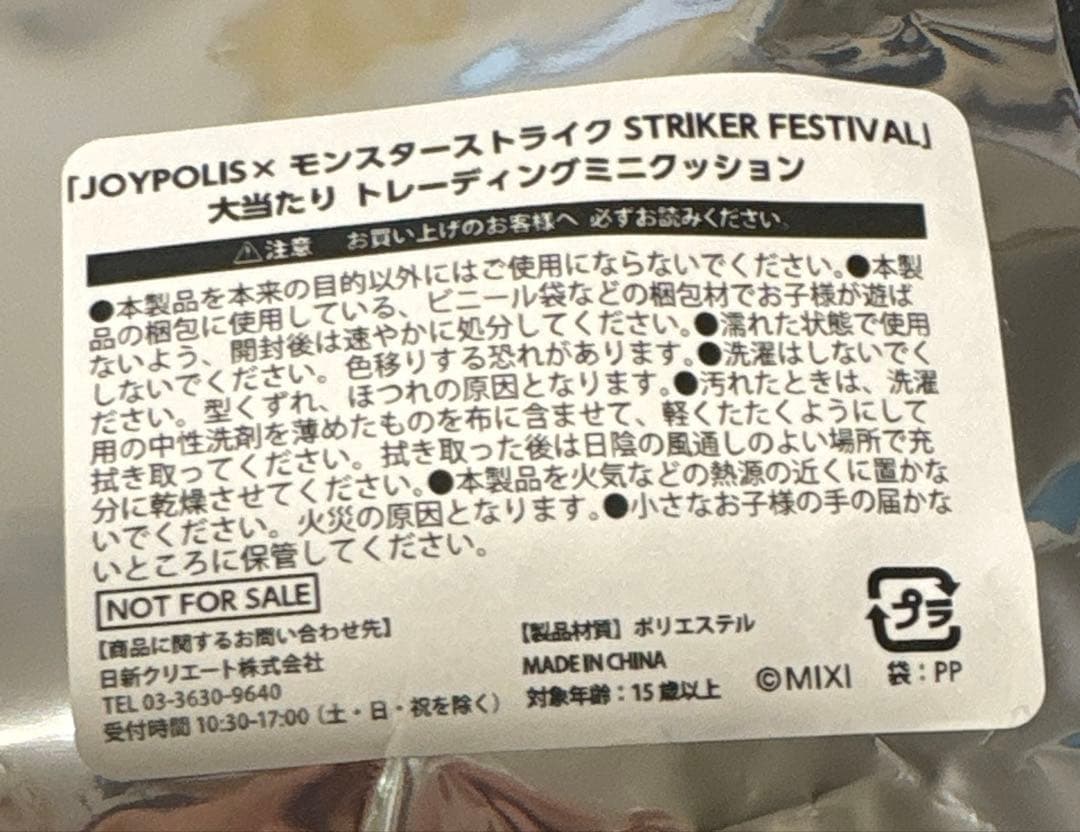 「JOYPOLIS× モンスターストライク STRIKER FESTIVAL」
大当たり トレーディングミニクッション
⚠注意 お買い上げのお客様へ 必ずお読みください。
●本製品を本来の目的以外にはご使用にならないでください。●本製
品の梱包に使用している、ビニール袋などの梱包材でお子様が遊ば
ないよう、開封後は速やかに処分してください。●濡れた状態で使用
しないでください。色移りする恐れがあります。●洗濯はしないでく
ださい。型くずれ、ほつれの原因となります。●汚れたときは、洗濯
用の中性洗剤を薄めたものを布に含ませて、軽くたたくようにして
拭き取ってください。拭き取った後は日陰の風通しのよい場所で充
分に乾燥させてください。●本製品を火気などの熱源の近くに置かな
いでください。火災の原因となります。●小さなお子様の手の届かな
いところに保管してください。
NOT FOR SALE
【商品に関するお問い合わせ先】
日新クリエート株式会社
TEL 03-3630-9640
受付時間 10:30-17:00（土・日・祝を除く）
【製品材質】ポリエステル
MADE IN CHINA
対象年齢：15歳以上
©MIXI
プラ
袋：PP